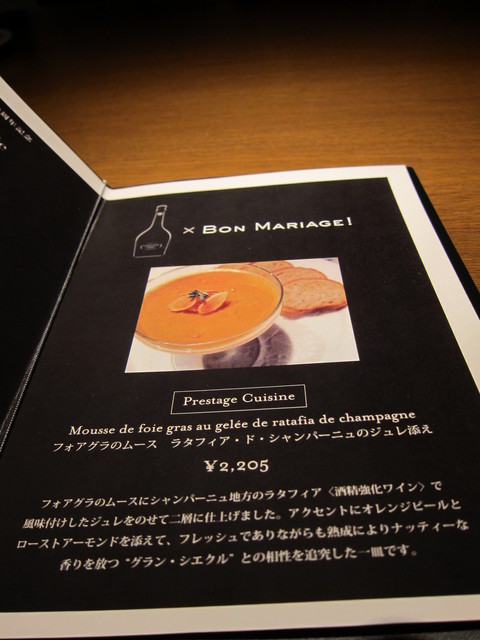 × BON MARIAGE!
Prestage Cuisine
Mousse de foie gras au gelée de ratafia de champagne
フォアグラのムース ラタフィア・ド・シャンパーニュのジュレ添え
¥2,205
フォアグラのムースにシャンパーニュ地方のラタフィア〈酒精強化ワイン〉で
風味付けしたジュレをのせて二層に仕上げました。アクセントにオレンジピールと
ローストアーモンドを添えて、フレッシュでありながらも熟成によりナッティーな
香りを放つ“グラン・シエクル”との相性を追究した一皿です。